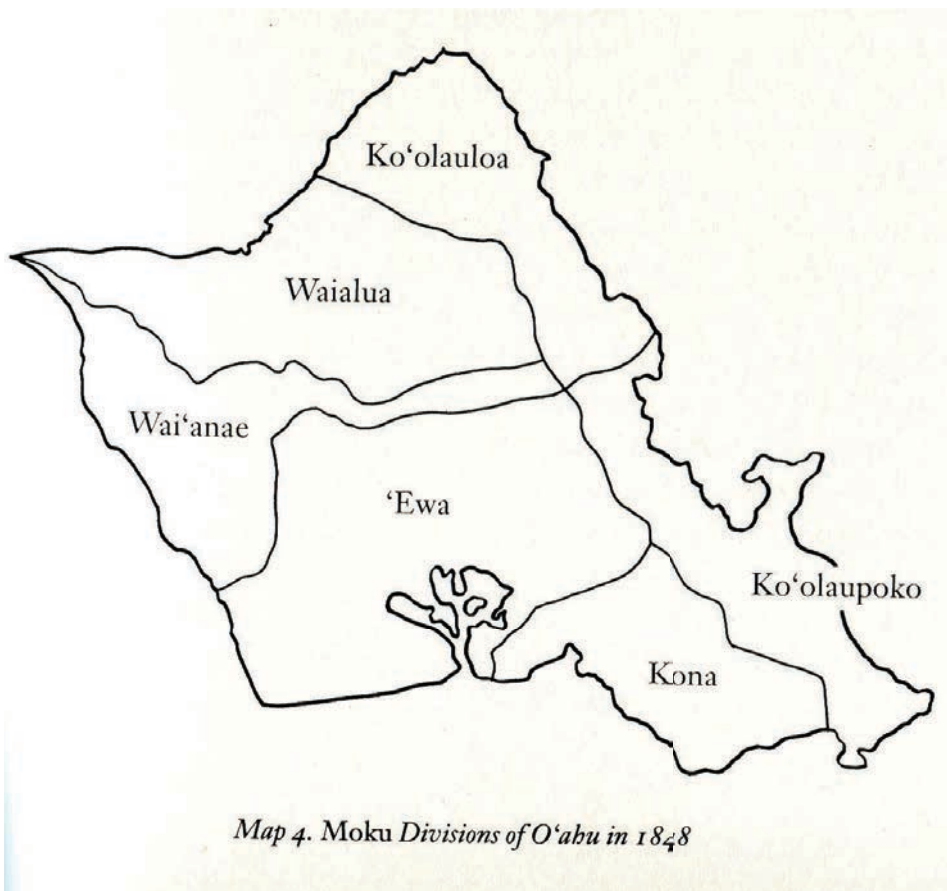 Koʻolauloa
Waialua
Waiʻanae
ʻEwa
Koʻolaupoko
Kona
Map 4. Moku Divisions of Oʻahu in 1848